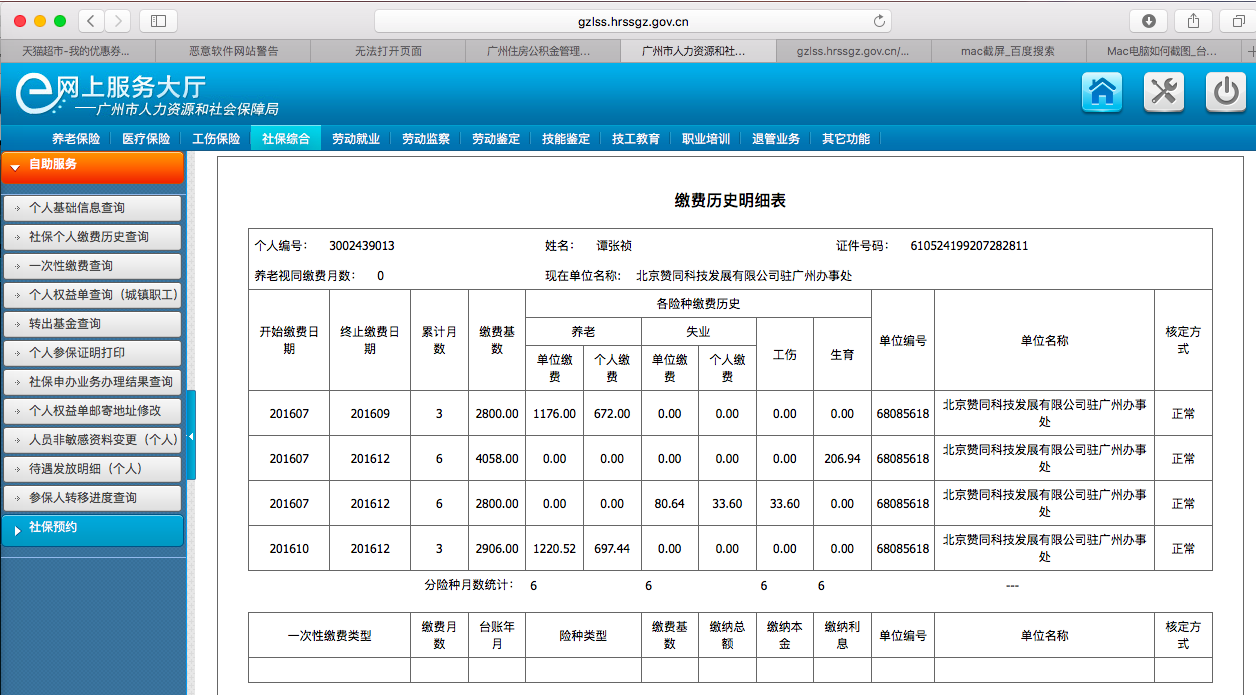 gzlss.hrssgz.gov.cn
天猫超市-我的优惠券... 恶意软件网站警告 无法打开页面 广州住房公积金管理... 广州市人力资源和社... gzlss.hrssgz.gov.cn/... mac截屏_百度搜索 Mac电脑如何截图_台...
e网上服务大厅
——广州市人力资源和社会保障局
养老保险 医疗保险 工伤保险 社保综合 劳动就业 劳动监察 劳动鉴定 技能鉴定 技工教育 职业培训 退管业务 其它功能
自助服务
个人基础信息查询
社保个人缴费历史查询
一次性缴费查询
个人权益单查询（城镇职工）
转出基金查询
个人参保证明打印
社保申办业务办理结果查询
个人权益单邮寄地址修改
人员非敏感资料变更（个人）
待遇发放明细（个人）
参保人转移进度查询
社保预约
缴费历史明细表
个人编号： 3002439013 姓名： 谭张祯 证件号码： 610524199207282811
养老视同缴费月数： 0 现在单位名称: 北京赞同科技发展有限公司驻广州办事处
开始缴费日期 终止缴费日期 累计月数 缴费基数 各险种缴费历史 单位编号 单位名称 核定方式
养老 失业 工伤 生育
单位缴费 个人缴费 单位缴费 个人缴费
201607 201609 3 2800.00 1176.00 672.00 0.00 0.00 0.00 0.00 68085618 北京赞同科技发展有限公司驻广州办事处 正常
201607 201612 6 4058.00 0.00 0.00 0.00 0.00 0.00 206.94 68085618 北京赞同科技发展有限公司驻广州办事处 正常
201607 201612 6 2800.00 0.00 0.00 80.64 33.60 33.60 0.00 68085618 北京赞同科技发展有限公司驻广州办事处 正常
201610 201612 3 2906.00 1220.52 697.44 0.00 0.00 0.00 0.00 68085618 北京赞同科技发展有限公司驻广州办事处 正常
分险种月数统计： 6 6 6 6 ---
一次性缴费类型 缴费月数 台账年月 险种类型 缴费基数 缴纳总额 缴纳本金 缴纳利息 单位编号 单位名称 核定方式